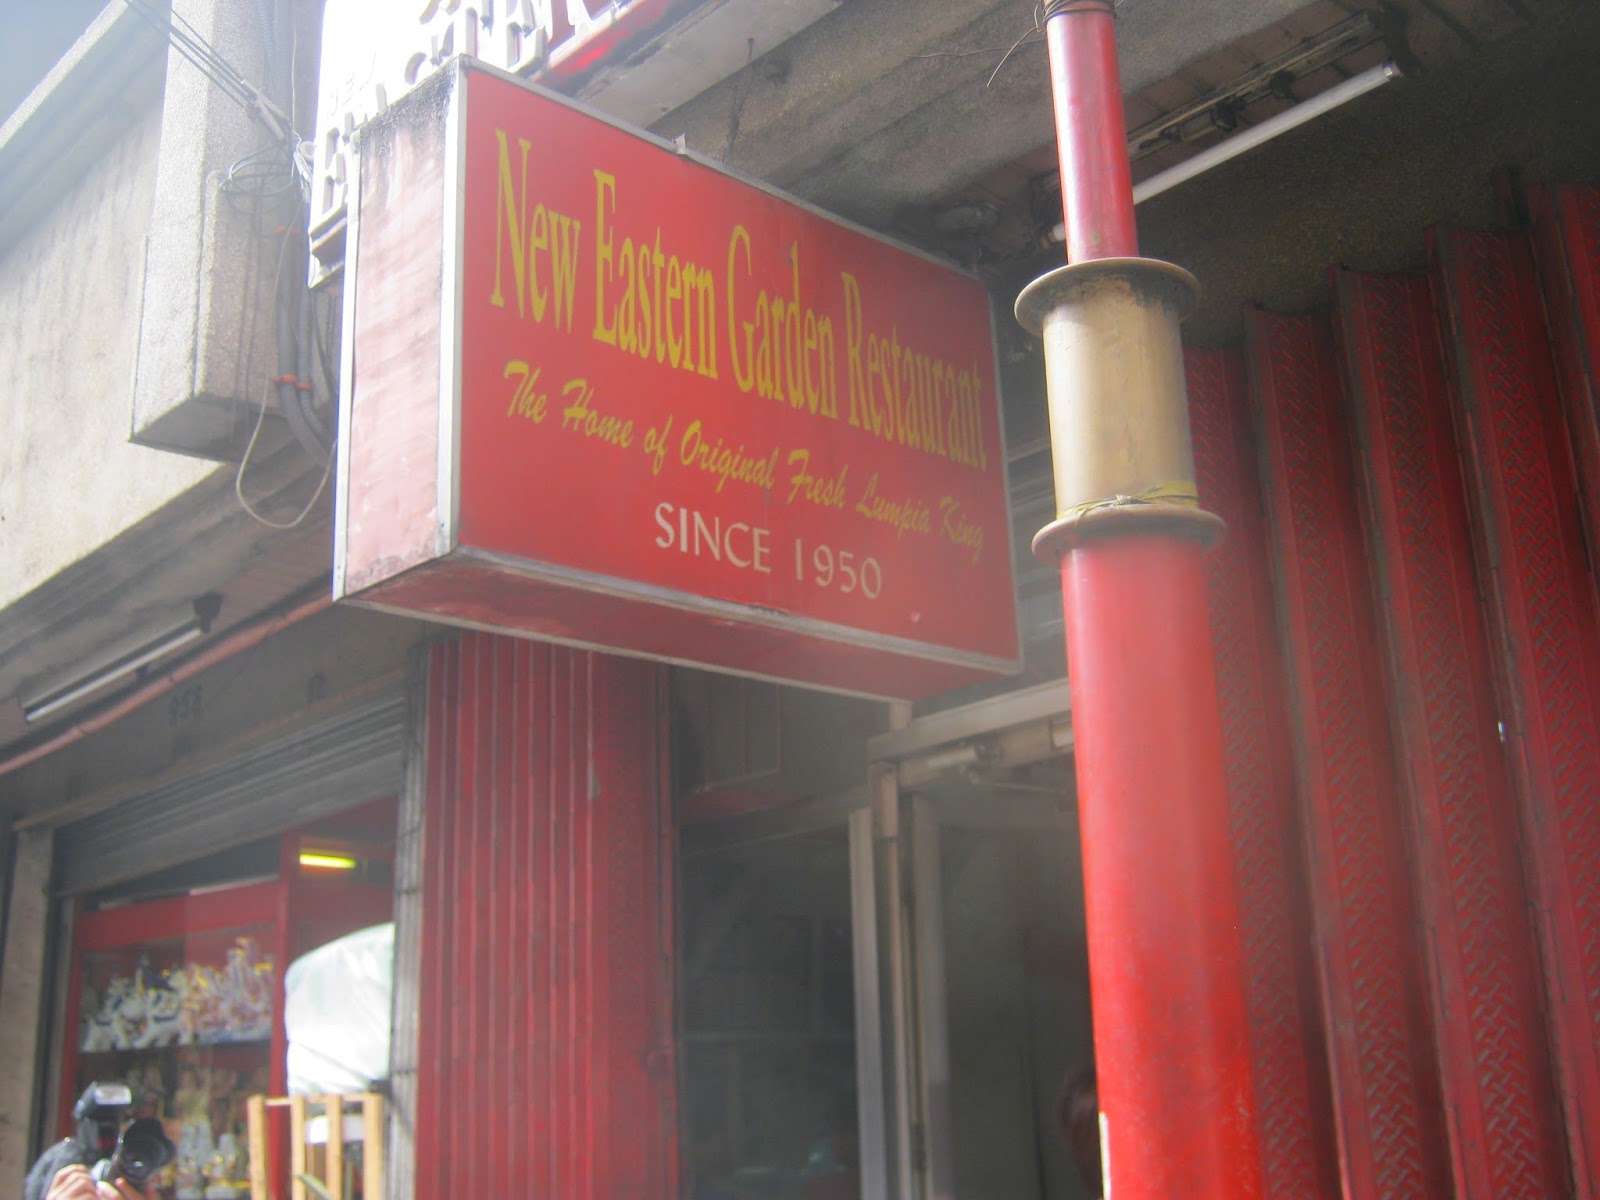 New Eastern Garden Restaurant
The Home of Original Fresh Lumpia King
SINCE 1950